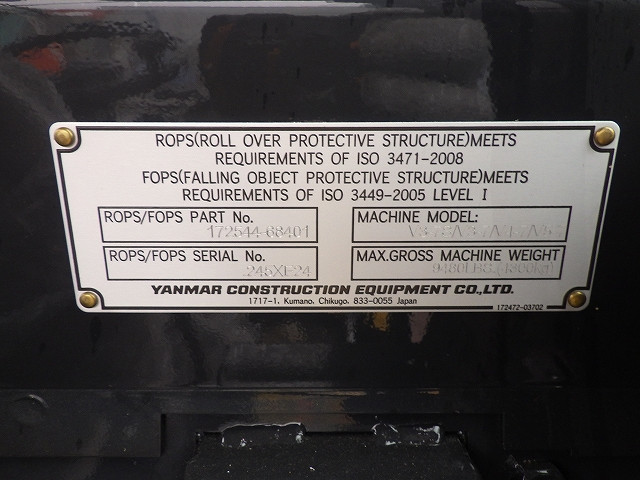 ROPS(ROLL OVER PROTECTIVE STRUCTURE)MEETS
REQUIREMENTS OF ISO 3471-2008
FOPS(FALLING OBJECT PROTECTIVE STRUCTURE)MEETS
REQUIREMENTS OF ISO 3449-2005 LEVEL I
ROPS/FOPS PART No.
172544-68401
MACHINE MODEL:
ROPS/FOPS SERIAL No.
MAX.GROSS MACHINE WEIGHT
YANMAR CONSTRUCTION EQUIPMENT CO.,LTD.
1717-1, Kumano, Chikugo, 833-0055 Japan
172472-03702